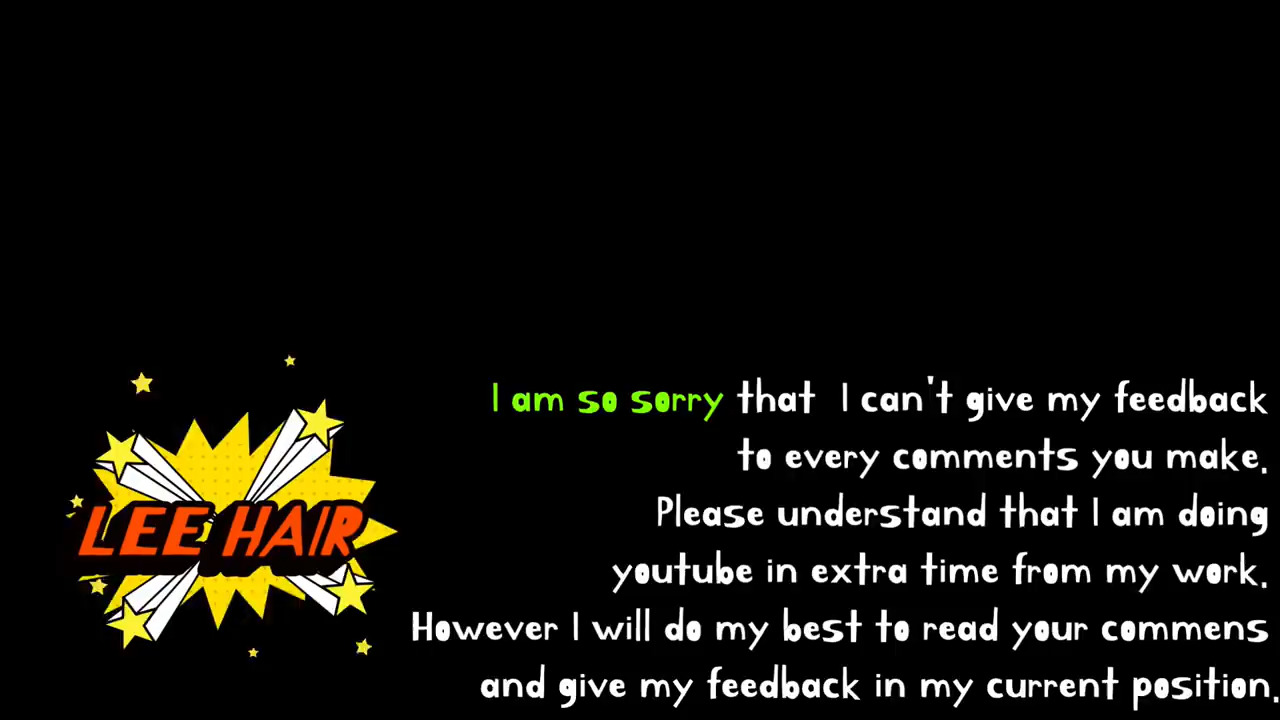 I am so sorry that I can't give my feedback
to every comments you make.
Please understand that I am doing
youtube in extra time from my work.
However I will do my best to read your commens
and give my feedback in my current position.
LEE HAIR